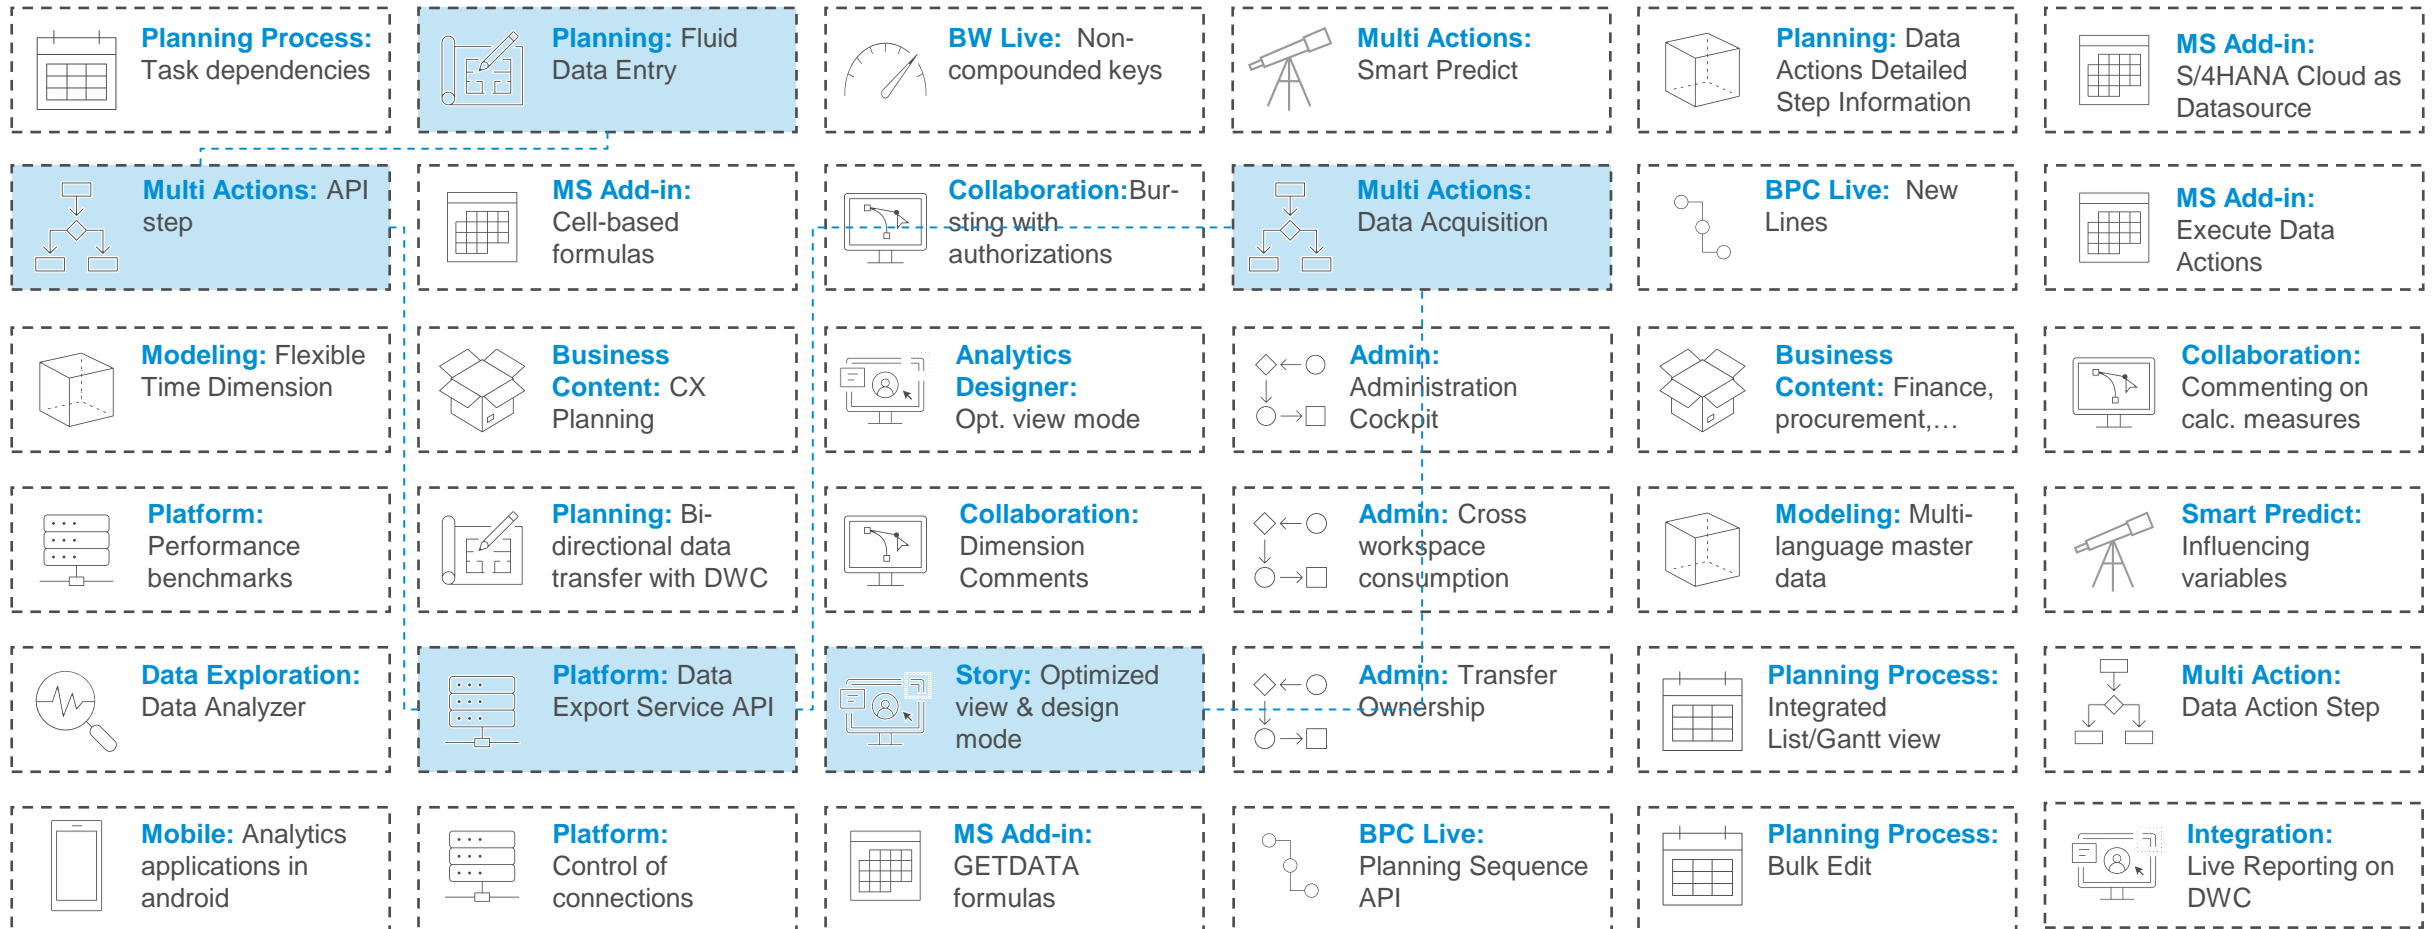 Planning Process:
Task dependencies
Planning: Fluid
Data Entry
BW Live: Non-
compounded keys
Multi Actions:
Smart Predict
Planning: Data
Actions Detailed
Step Information
MS Add-in:
S/4HANA Cloud as
Datasource
Multi Actions: API
step
MS Add-in:
Cell-based
formulas
Collaboration:Bur-
sting with
authorizations
Multi Actions:
Data Acquisition
BPC Live: New
Lines
MS Add-in:
Execute Data
Actions
Modeling: Flexible
Time Dimension
Business
Content: CX
Planning
Analytics
Designer:
Opt. view mode
Admin:
Administration
Cockpit
Business
Content: Finance,
procurement,…
Collaboration:
Commenting on
calc. measures
Platform:
Performance
benchmarks
Planning: Bi-
directional data
transfer with DWC
Collaboration:
Dimension
Comments
Admin: Cross
workspace
consumption
Modeling: Multi-
language master
data
Smart Predict:
Influencing
variables
Data Exploration:
Data Analyzer
Platform: Data
Export Service API
Story: Optimized
view & design
mode
Admin: Transfer
Ownership
Planning Process:
Integrated
List/Gantt view
Multi Action:
Data Action Step
Mobile: Analytics
applications in
android
Platform:
Control of
connections
MS Add-in:
GETDATA
formulas
BPC Live:
Planning Sequence
API
Planning Process:
Bulk Edit
Integration:
Live Reporting on
DWC